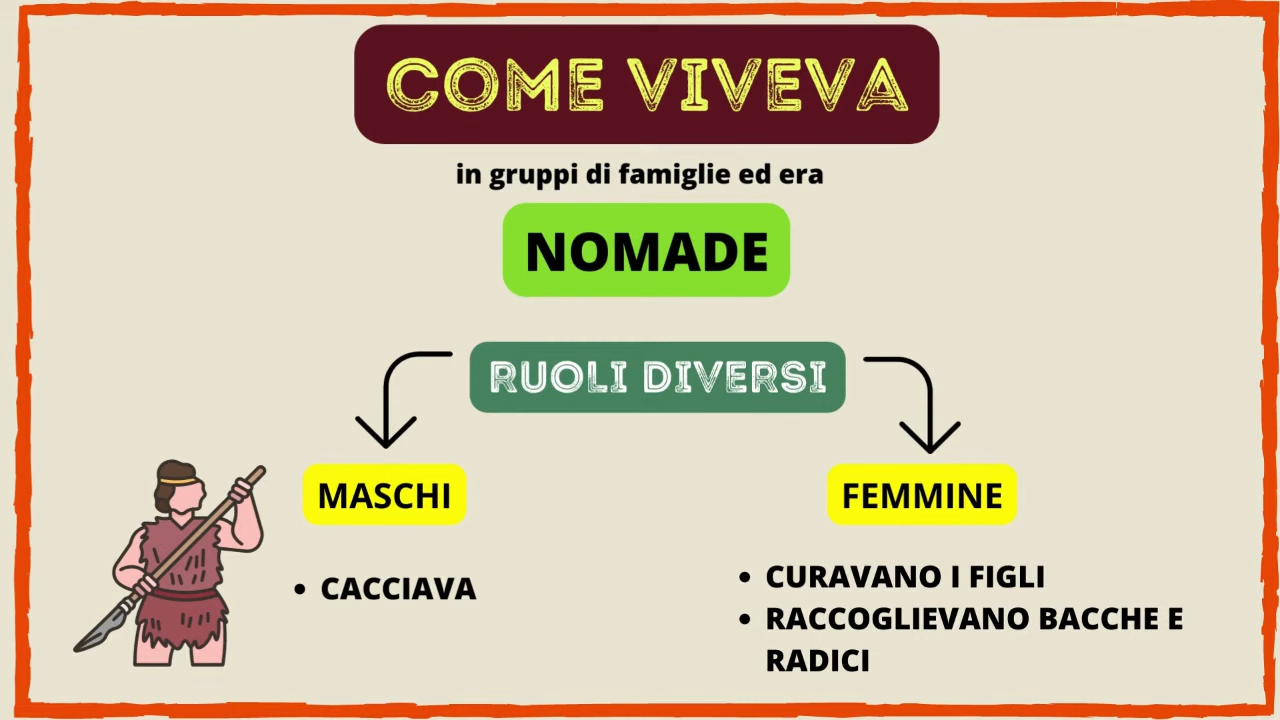 COME VIVEVA
in gruppi di famiglie ed era
NOMADE
RUOLI DIVERSI
MASCHI
FEMMINE
• CACCIAVA
• CURAVANO I FIGLI
• RACCOGLIEVANO BACCHE E
RADICI